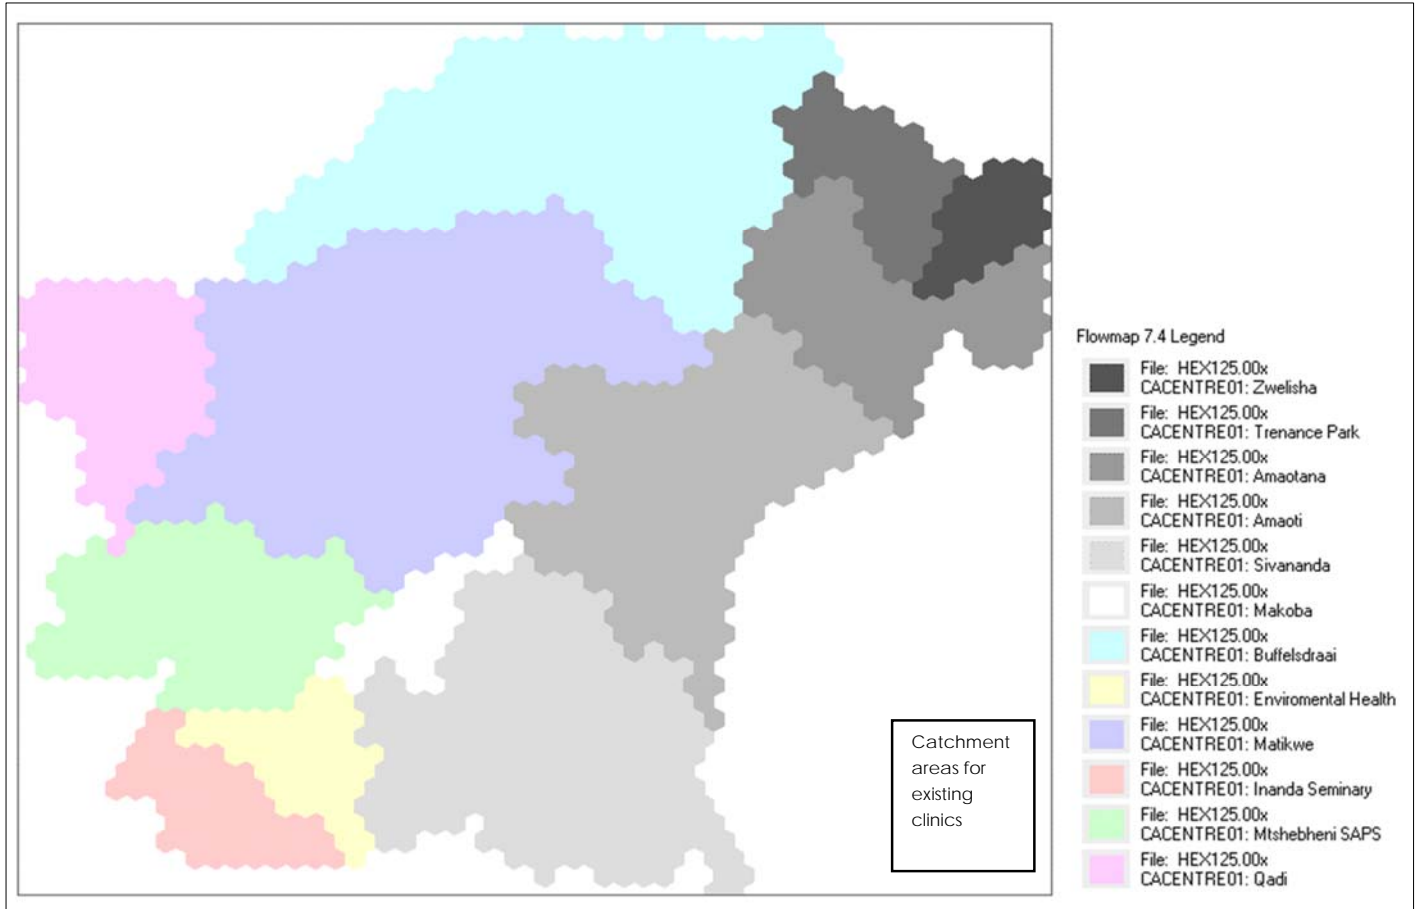 Catchment
areas for
existing
clinics
Flowmap 7.4 Legend
File: HEX125.00x
CACENTRE01: Zwelisha
File: HEX125.00x
CACENTRE01: Trenance Park
File: HEX125.00x
CACENTRE01: Amaotana
File: HEX125.00x
CACENTRE01: Amaoti
File: HEX125.00x
CACENTRE01: Sivananda
File: HEX125.00x
CACENTRE01: Makoba
File: HEX125.00x
CACENTRE01: Buffelsdraai
File: HEX125.00x
CACENTRE01: Enviromental Health
File: HEX125.00x
CACENTRE01: Matikwe
File: HEX125.00x
CACENTRE01: Inanda Seminary
File: HEX125.00x
CACENTRE01: Mtshebheni SAPS
File: HEX125.00x
CACENTRE01: Qadi